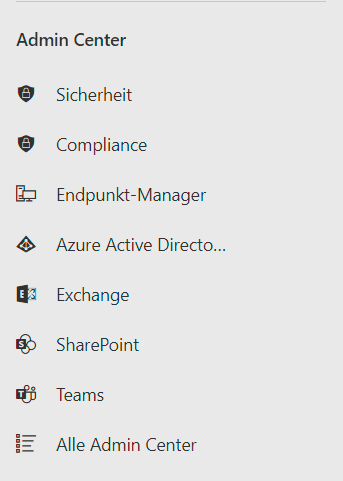 Admin Center
Sicherheit
Compliance
Endpunkt-Manager
Azure Active Directo...
Exchange
SharePoint
Teams
Alle Admin Center